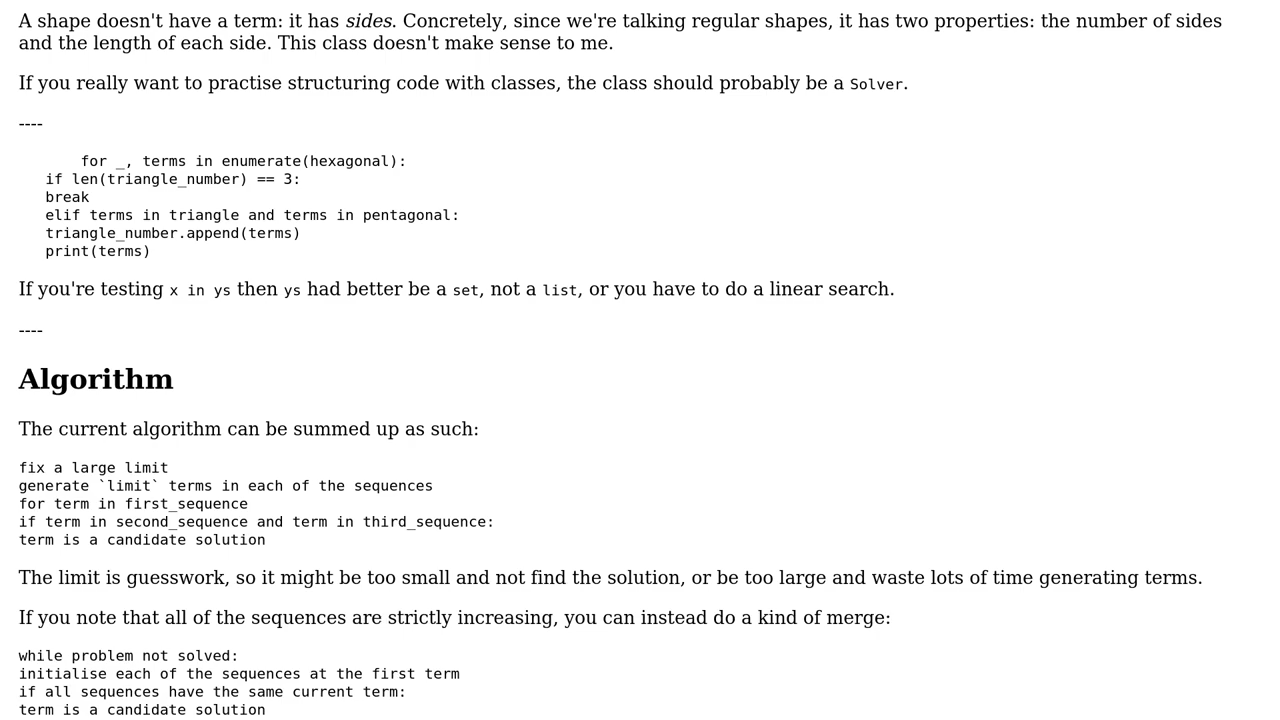 A shape doesn't have a term: it has sides. Concretely, since we're talking regular shapes, it has two properties: the number of sides
and the length of each side. This class doesn't make sense to me.
If you really want to practise structuring code with classes, the class should probably be a Solver.
----
for _, terms in enumerate(hexagonal):
if len(triangle_number) == 3:
break
elif terms in triangle and terms in pentagonal:
triangle_number.append(terms)
print(terms)
If you're testing x in ys then ys had better be a set, not a list, or you have to do a linear search.
----
Algorithm
The current algorithm can be summed up as such:
fix a large limit
generate `limit` terms in each of the sequences
for term in first_sequence
if term in second_sequence and term in third_sequence:
term is a candidate solution
The limit is guesswork, so it might be too small and not find the solution, or be too large and waste lots of time generating terms.
If you note that all of the sequences are strictly increasing, you can instead do a kind of merge:
while problem not solved:
initialise each of the sequences at the first term
if all sequences have the same current term:
term is a candidate solution